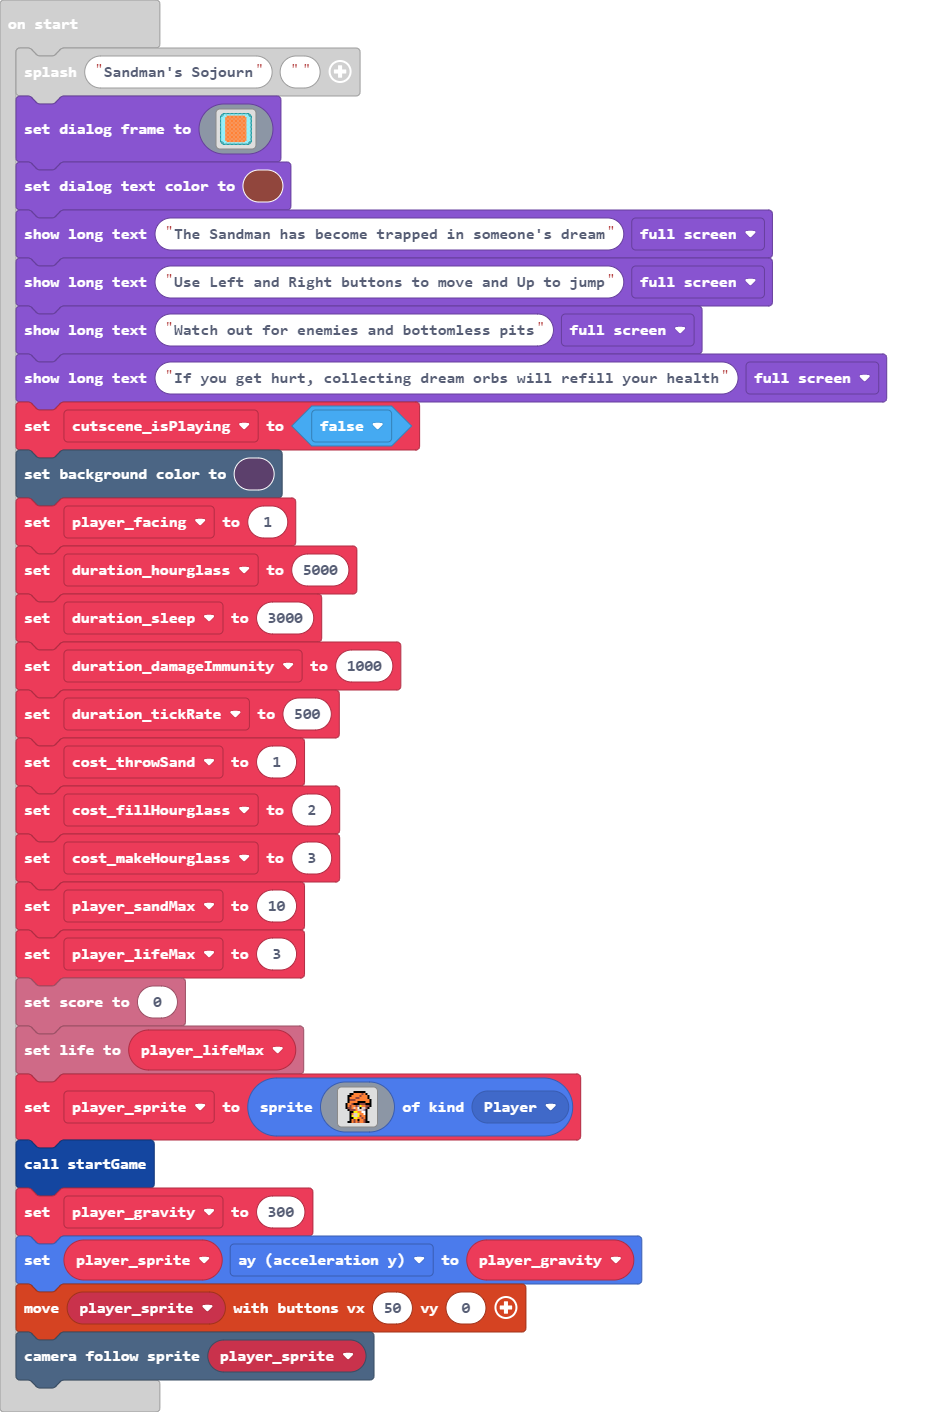 on start
splash "Sandman's Sojourn" " "
set dialog frame to
set dialog text color to
show long text "The Sandman has become trapped in someone's dream" full screen
show long text "Use Left and Right buttons to move and Up to jump" full screen
show long text "Watch out for enemies and bottomless pits" full screen
show long text "If you get hurt, collecting dream orbs will refill your health" full screen
set cutscene_isPlaying to false
set background color to
set player_facing to 1
set duration_hourglass to 5000
set duration_sleep to 3000
set duration_damageImmunity to 1000
set duration_tickRate to 500
set cost_throwSand to 1
set cost_fillHourglass to 2
set cost_makeHourglass to 3
set player_sandMax to 10
set player_lifeMax to 3
set score to 0
set life to player_lifeMax
set player_sprite to sprite of kind Player
call startGame
set player_gravity to 300
set player_sprite ay (acceleration y) to player_gravity
move player_sprite with buttons vx 50 vy 0
camera follow sprite player_sprite